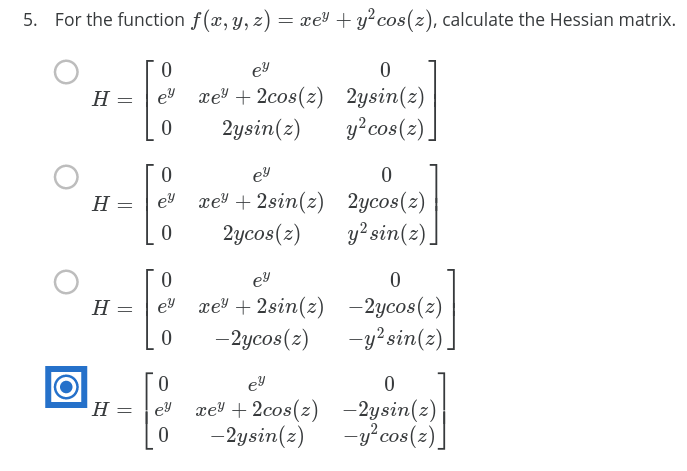 5. For the function f(x, y, z) = xe^y + y^2cos(z), calculate the Hessian matrix.
0 e^y 0
H = e^y xe^y + 2cos(z) 2ysin(z)
0 2ysin(z) y^2cos(z)
0 e^y 0
H = e^y xe^y + 2sin(z) 2ycos(z)
0 2ycos(z) y^2sin(z)
0 e^y 0
H = e^y xe^y + 2sin(z) −2ycos(z)
0 −2ycos(z) −y^2sin(z)
0 e^y 0
H = e^y xe^y + 2cos(z) −2ysin(z)
0 −2ysin(z) −y^2cos(z)